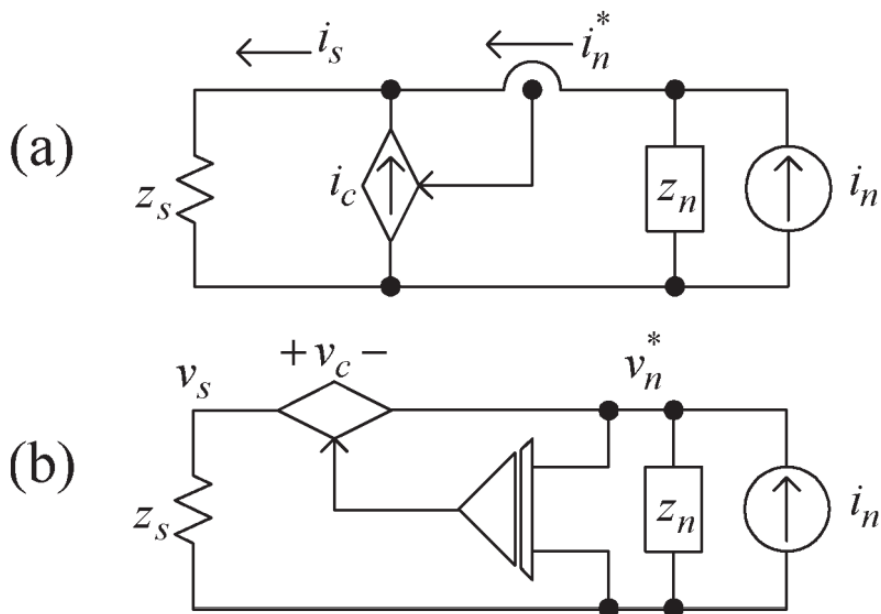 i_s i_n^*
(a)
z_s i_c z_n i_n
+ v_c −
v_s v_n^*
(b)
z_s z_n i_n